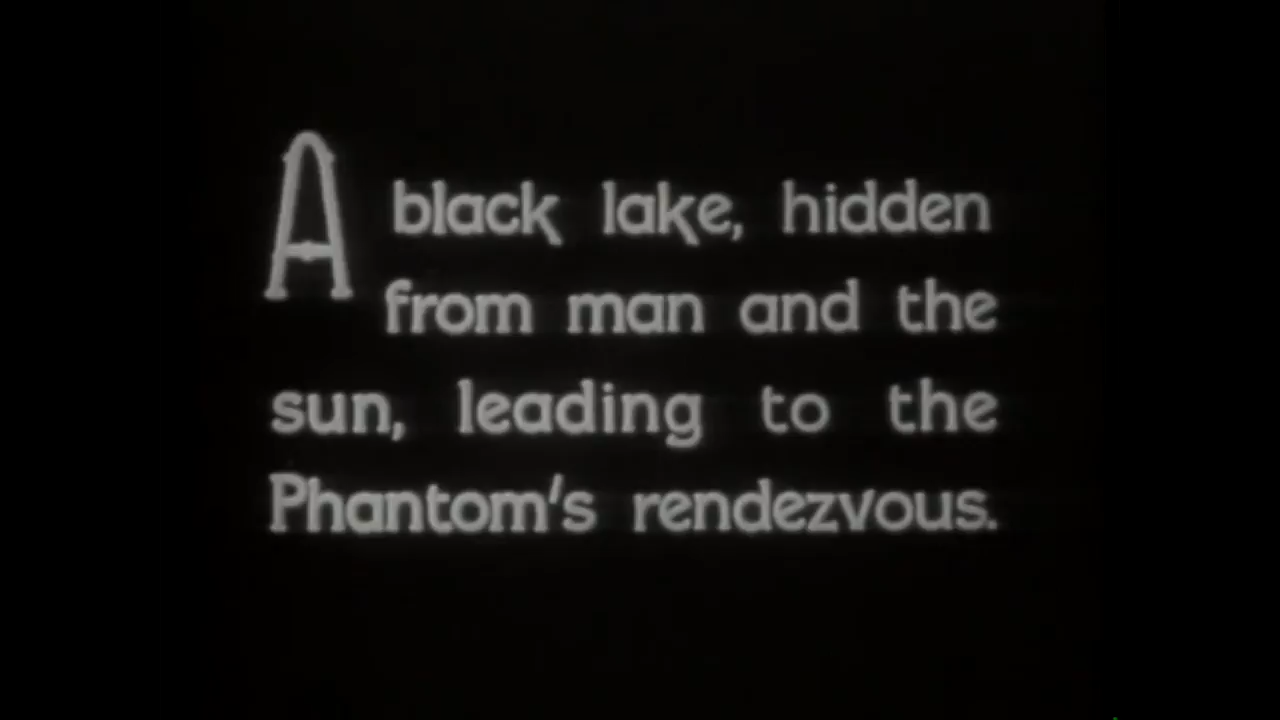 A black lake, hidden
from man and the
sun, leading to the
Phantom's rendezvous.